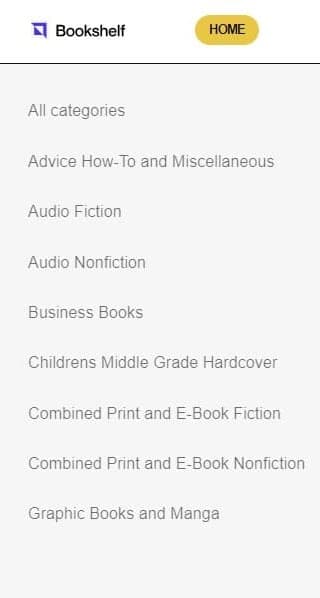 Bookshelf
HOME
All categories
Advice How-To and Miscellaneous
Audio Fiction
Audio Nonfiction
Business Books
Childrens Middle Grade Hardcover
Combined Print and E-Book Fiction
Combined Print and E-Book Nonfiction
Graphic Books and Manga